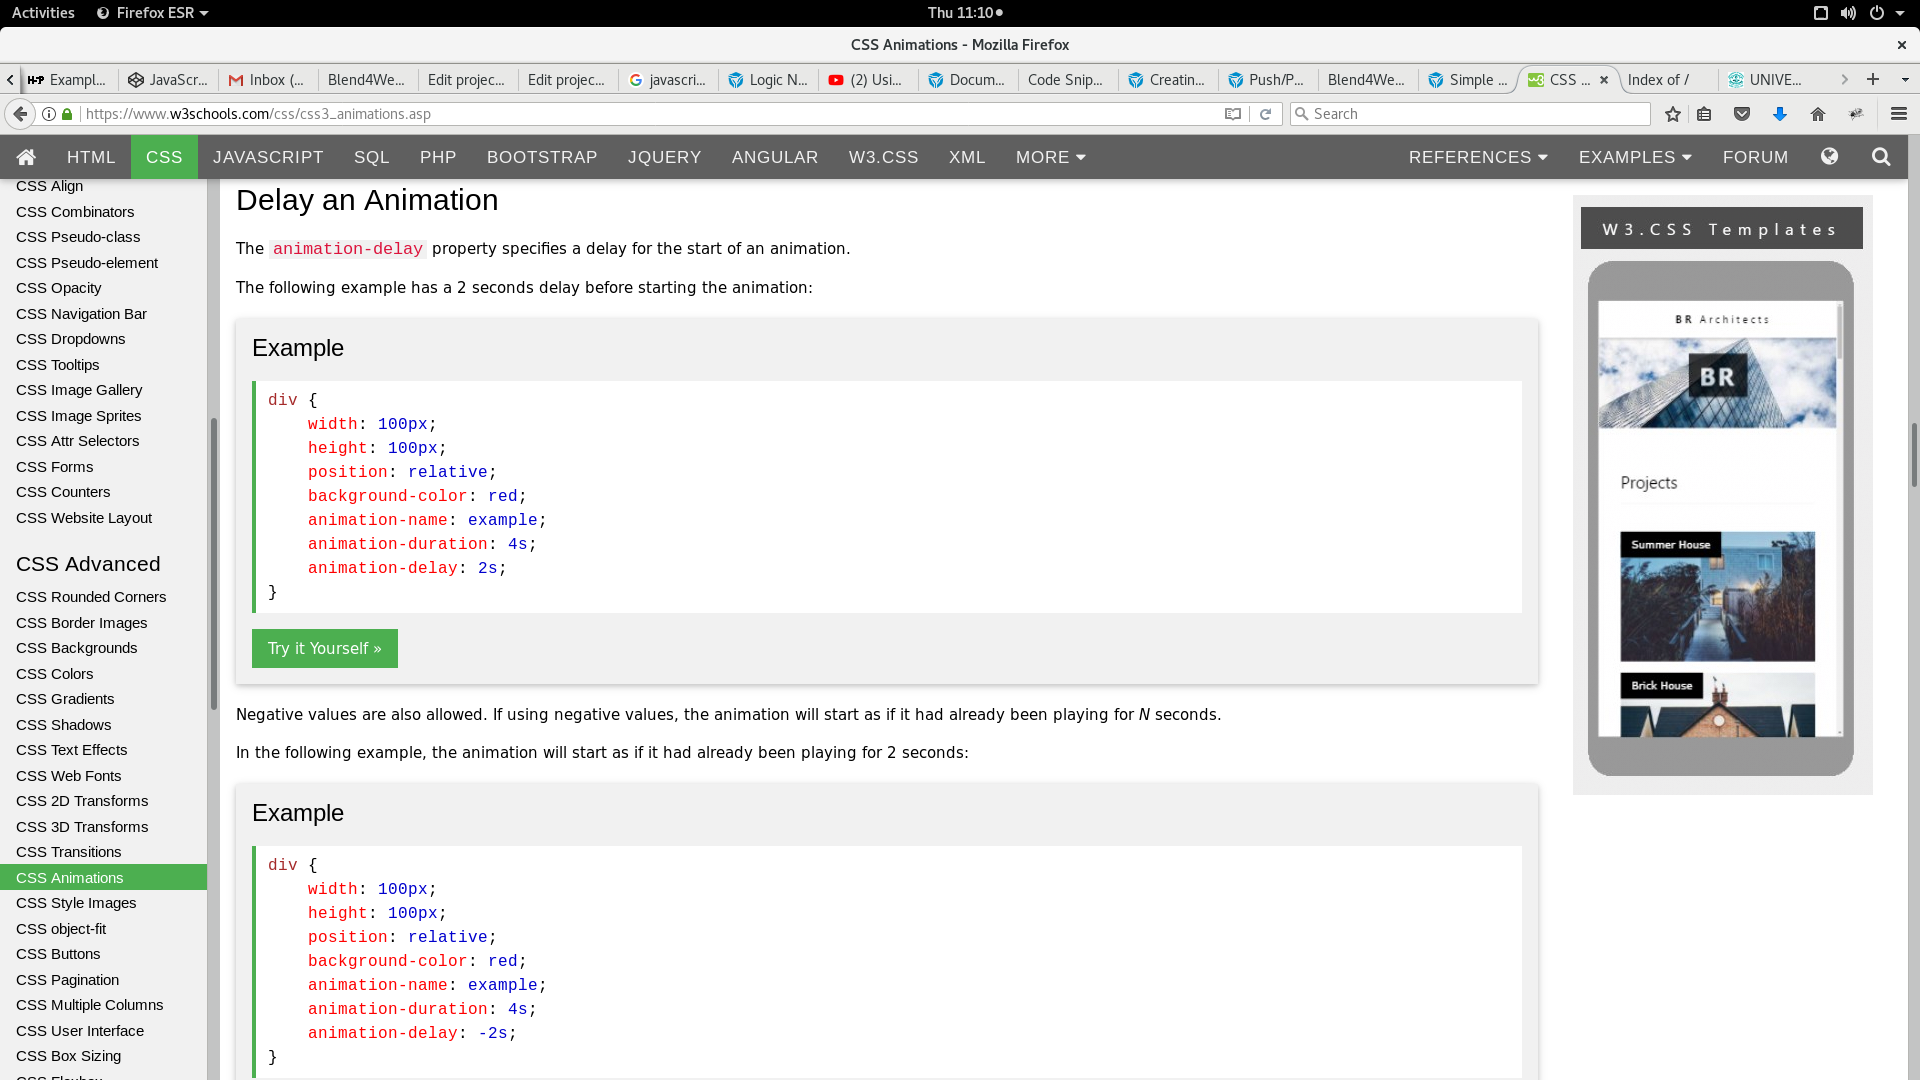 Activities Firefox ESR Thu 11:10
CSS Animations - Mozilla Firefox
Exampl... JavaScr... Inbox (... Blend4We... Edit projec... Edit projec... javascri... Logic N... (2) Usi... Docum... Code Snip... Creatin... Push/P... Blend4We... Simple ... CSS ... Index of / UNIVE...
https://www.w3schools.com/css/css3_animations.asp Search
HTML CSS JAVASCRIPT SQL PHP BOOTSTRAP JQUERY ANGULAR W3.CSS XML MORE REFERENCES EXAMPLES FORUM
CSS Align
CSS Combinators
CSS Pseudo-class
CSS Pseudo-element
CSS Opacity
CSS Navigation Bar
CSS Dropdowns
CSS Tooltips
CSS Image Gallery
CSS Image Sprites
CSS Attr Selectors
CSS Forms
CSS Counters
CSS Website Layout
CSS Advanced
CSS Rounded Corners
CSS Border Images
CSS Backgrounds
CSS Colors
CSS Gradients
CSS Shadows
CSS Text Effects
CSS Web Fonts
CSS 2D Transforms
CSS 3D Transforms
CSS Transitions
CSS Animations
CSS Style Images
CSS object-fit
CSS Buttons
CSS Pagination
CSS Multiple Columns
CSS User Interface
CSS Box Sizing
CSS Flexbox
Delay an Animation
The animation-delay property specifies a delay for the start of an animation.
The following example has a 2 seconds delay before starting the animation:
Example
div {
    width: 100px;
    height: 100px;
    position: relative;
    background-color: red;
    animation-name: example;
    animation-duration: 4s;
    animation-delay: 2s;
}
Try it Yourself »
Negative values are also allowed. If using negative values, the animation will start as if it had already been playing for N seconds.
In the following example, the animation will start as if it had already been playing for 2 seconds:
Example
div {
    width: 100px;
    height: 100px;
    position: relative;
    background-color: red;
    animation-name: example;
    animation-duration: 4s;
    animation-delay: -2s;
}
W3.CSS Templates
BR Architects
BR
Projects
Summer House
Brick House